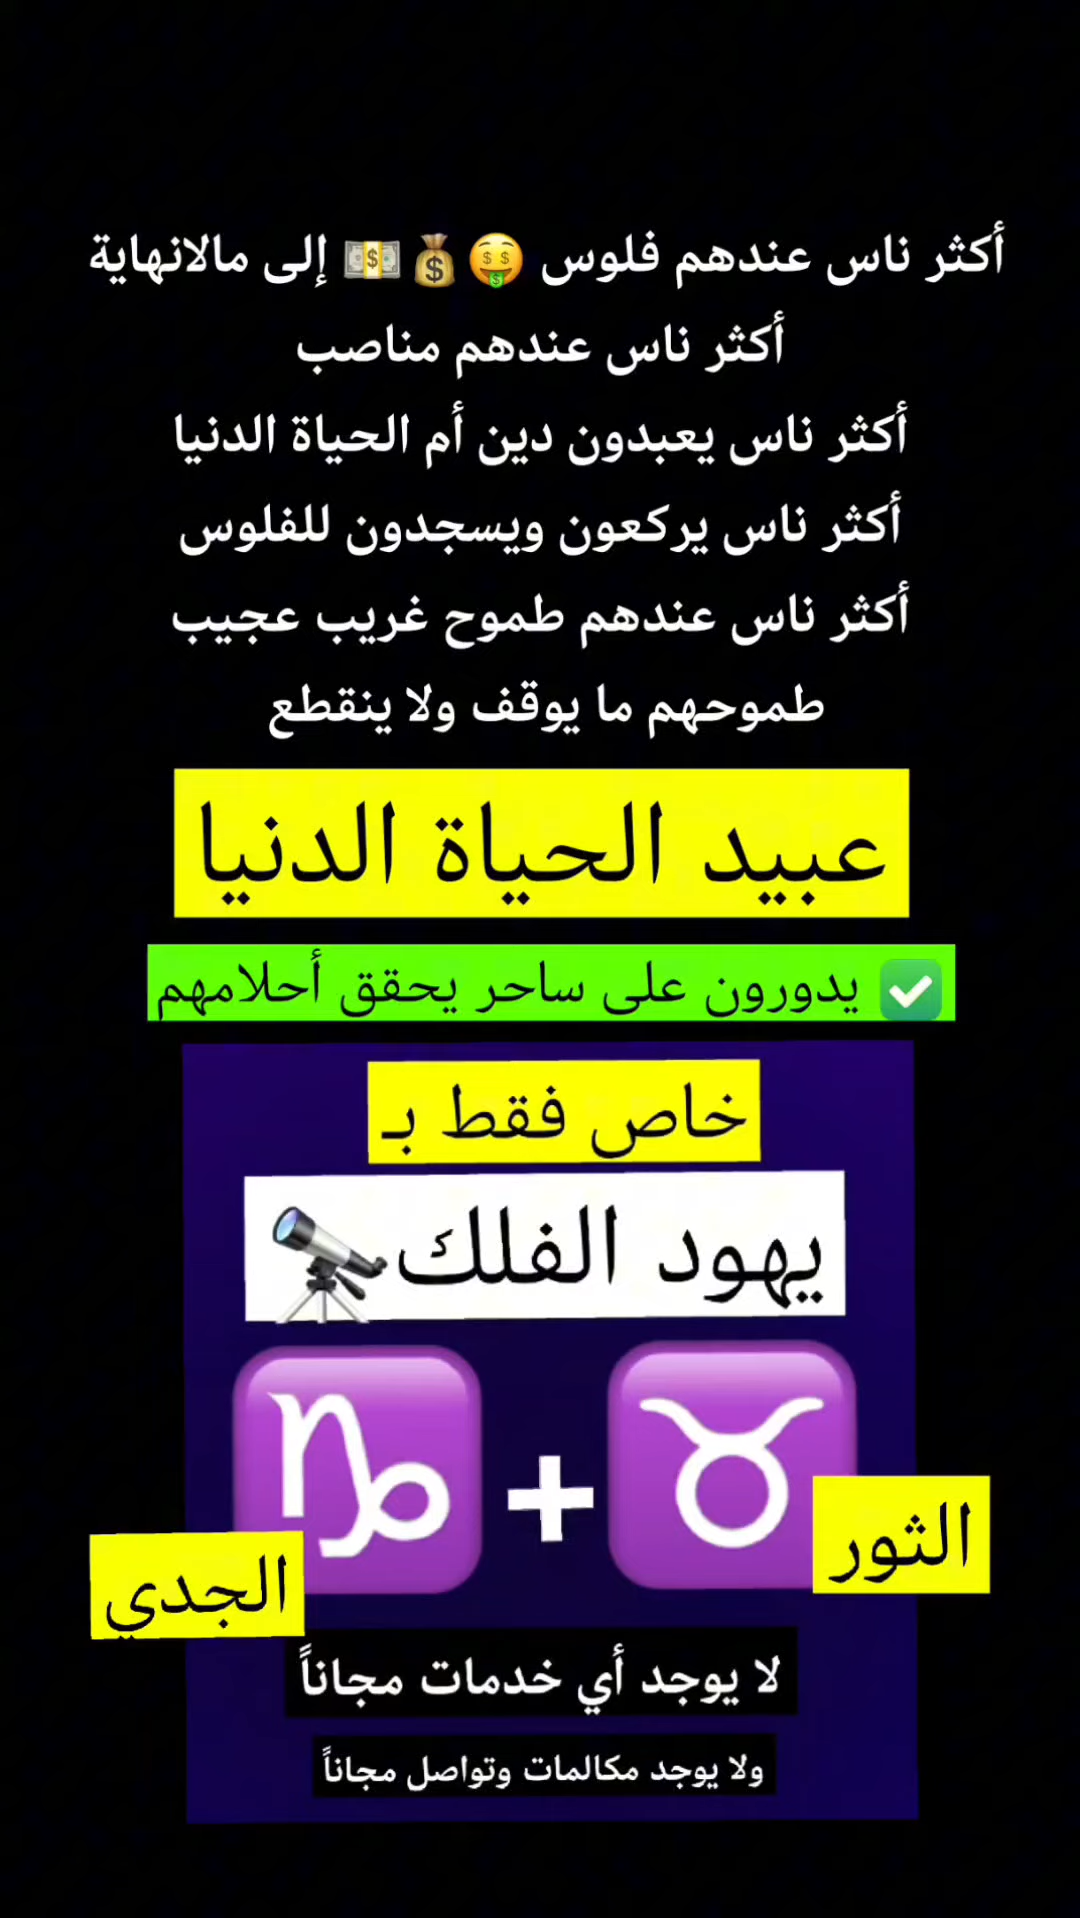 أكثر ناس عندهم فلوس 🤑💰💵 إلى مالانهاية
أكثر ناس عندهم مناصب
أكثر ناس يعبدون دين أم الحياة الدنيا
أكثر ناس يركعون ويسجدون للفلوس
أكثر ناس عندهم طموح غريب عجيب
طموحهم ما يوقف ولا ينقطع
عبيد الحياة الدنيا
✅ يدورون على ساحر يحقق أحلامهم
خاص فقط بـ
يهود الفلك🔭
♉ + ♑
الثور
الجدي
لا يوجد أي خدمات مجاناً
ولا يوجد مكالمات وتواصل مجاناً